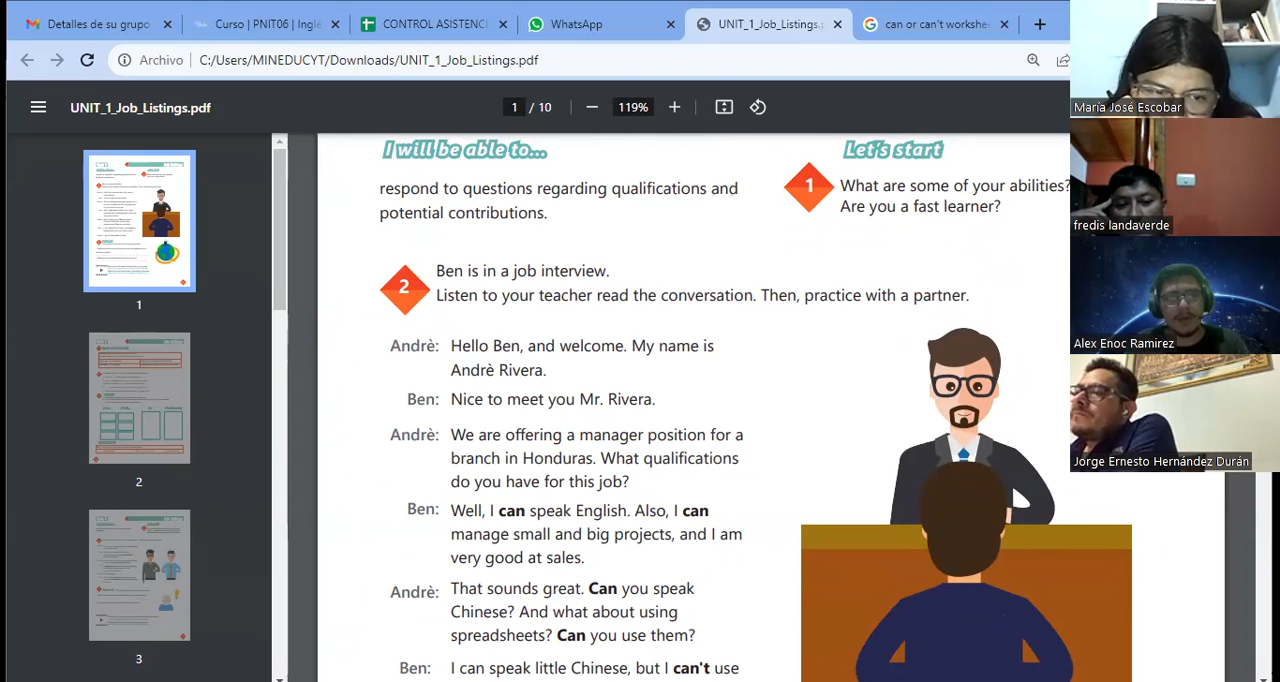 Detalles de su grupo
Curso | PNIT06 | Ingle
CONTROL ASISTENC
WhatsApp
UNIT_1_Job_Listings.
can or can't workshe
Archivo
C:/Users/MINEDUCYT/Downloads/UNIT_1_Job_Listings.pdf
UNIT_1_Job_Listings.pdf
1 / 10
119%
I will be able to...
respond to questions regarding qualifications and
potential contributions.
Let's start
1
What are some of your abilities?
Are you a fast learner?
2
Ben is in a job interview.
Listen to your teacher read the conversation. Then, practice with a partner.
Andrè: Hello Ben, and welcome. My name is
Andrè Rivera.
Ben: Nice to meet you Mr. Rivera.
Andrè: We are offering a manager position for a
branch in Honduras. What qualifications
do you have for this job?
Ben: Well, I can speak English. Also, I can
manage small and big projects, and I am
very good at sales.
Andrè: That sounds great. Can you speak
Chinese? And what about using
spreadsheets? Can you use them?
Ben: I can speak little Chinese, but I can't use
1
2
3
María José Escobar
fredis landaverde
Alex Enoc Ramirez
Jorge Ernesto Hernández Durán